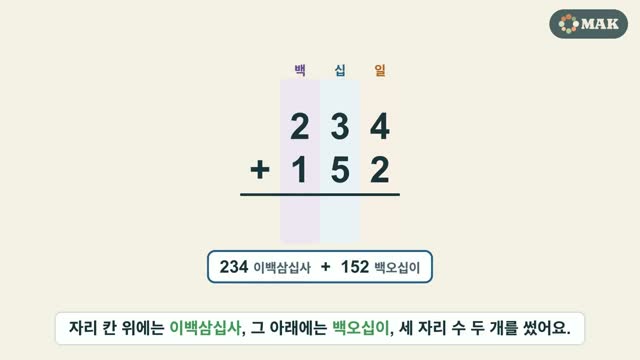 MAK
백 십 일
2 3 4
+ 1 5 2
234 이백삼십사 + 152 백오십이
자리 칸 위에는 이백삼십사, 그 아래에는 백오십이, 세 자리 수 두 개를 썼어요.